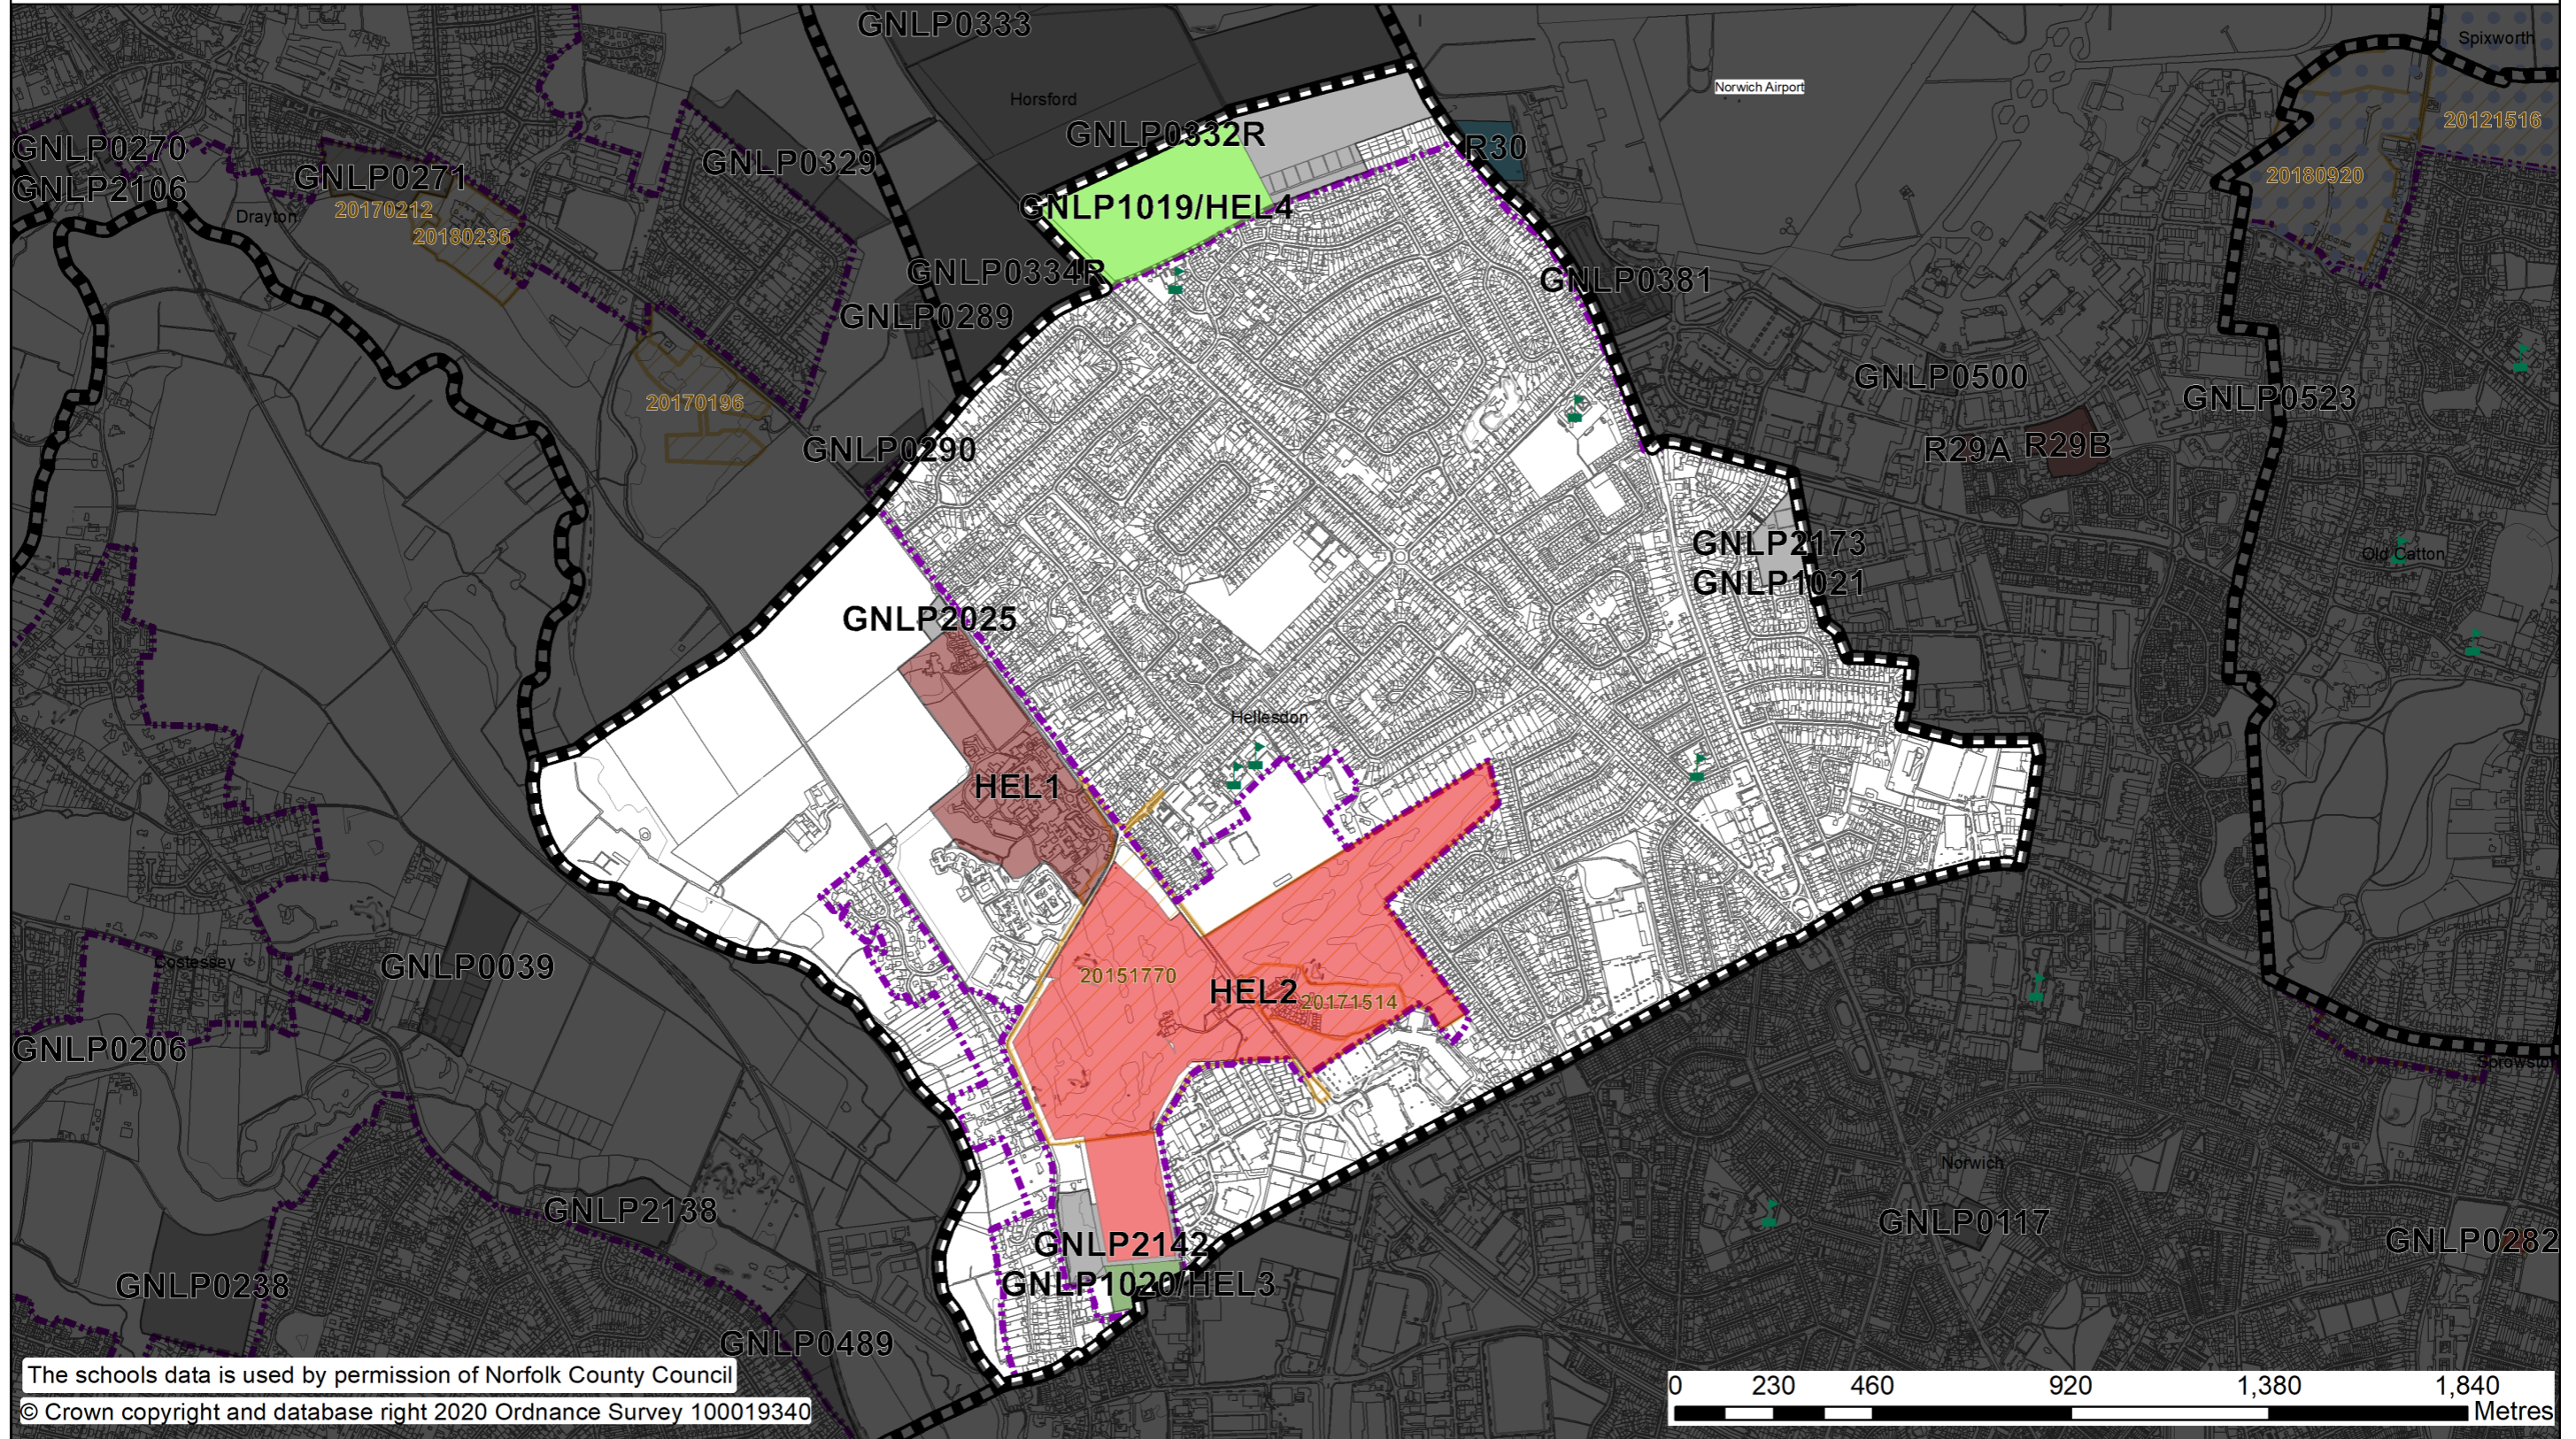 GNLP0333
Spixworth
Norwich Airport
Horsford
20121516
GNLP0332R
GNLP0270
R30
GNLP0329
GNLP0271
20180920
GNLP2106
20170212
GNLP1019/HEL4
Drayton
20180236
GNLP0334R
GNLP0381
GNLP0289
GNLP0500
GNLP0523
20170196
R29A
R29B
GNLP0290
GNLP2173
Old Catton
GNLP1021
GNLP2025
Hellesdon
HEL1
Costessey
GNLP0039
20151770
HEL2
20171514
GNLP0206
Sprowston
Norwich
GNLP2138
GNLP0117
GNLP2142
GNLP0282
GNLP0238
GNLP1020/HEL3
GNLP0489
The schools data is used by permission of Norfolk County Council
© Crown copyright and database right 2020 Ordnance Survey 100019340
0 230 460 920 1,380 1,840
Metres